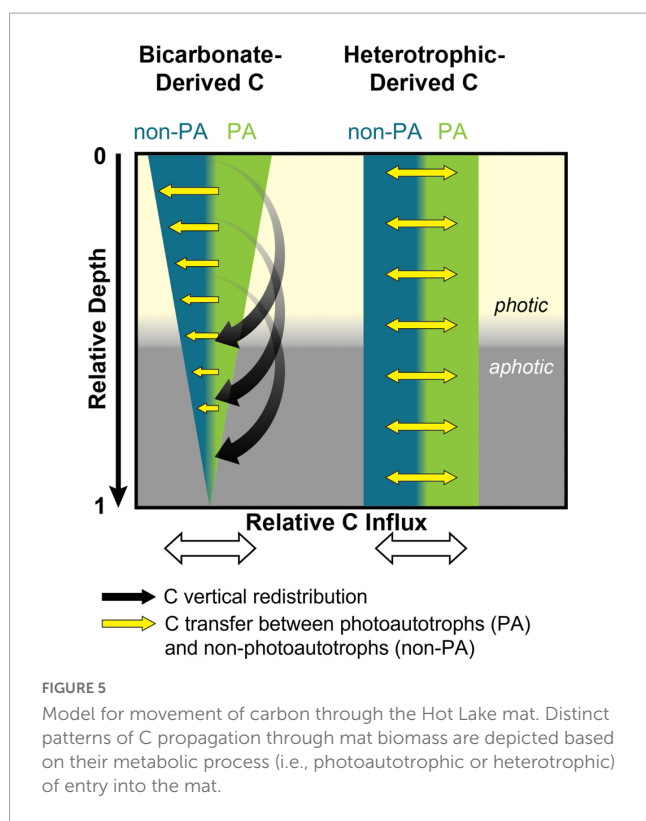 Bicarbonate-
Derived C
Heterotrophic-
Derived C
non-PA PA
non-PA PA
0
Relative Depth
photic
aphotic
1
Relative C Influx
C vertical redistribution
C transfer between photoautotrophs (PA)
and non-photoautotrophs (non-PA)
FIGURE 5
Model for movement of carbon through the Hot Lake mat. Distinct
patterns of C propagation through mat biomass are depicted based
on their metabolic process (i.e., photoautotrophic or heterotrophic)
of entry into the mat.